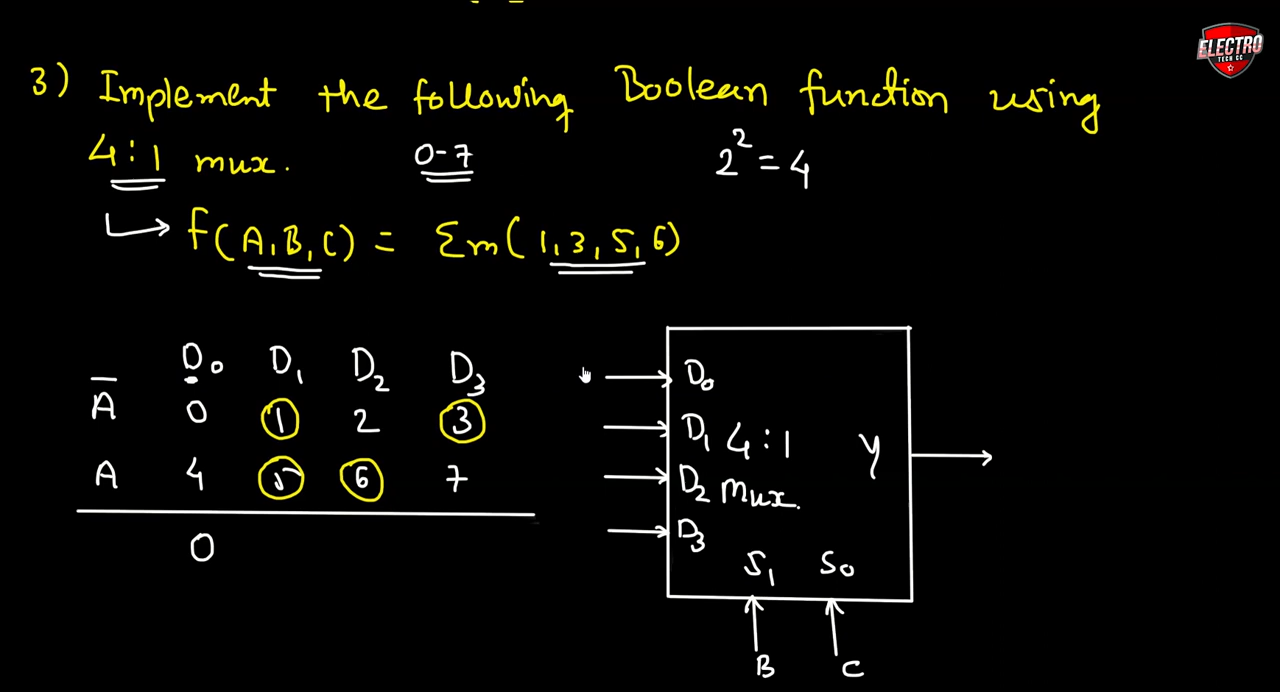 ELECTRO
TECH CC
3) Implement the following Boolean function using
4:1 mux. 0-7 2² = 4
f(A,B,C) = Σm(1,3,5,6)
D₀ D₁ D₂ D₃
A̅ 0 1 2 3
A 4 5 6 7
0
D₀
D₁ 4:1 Y
D₂ mux.
D₃
S₁ S₀
B C